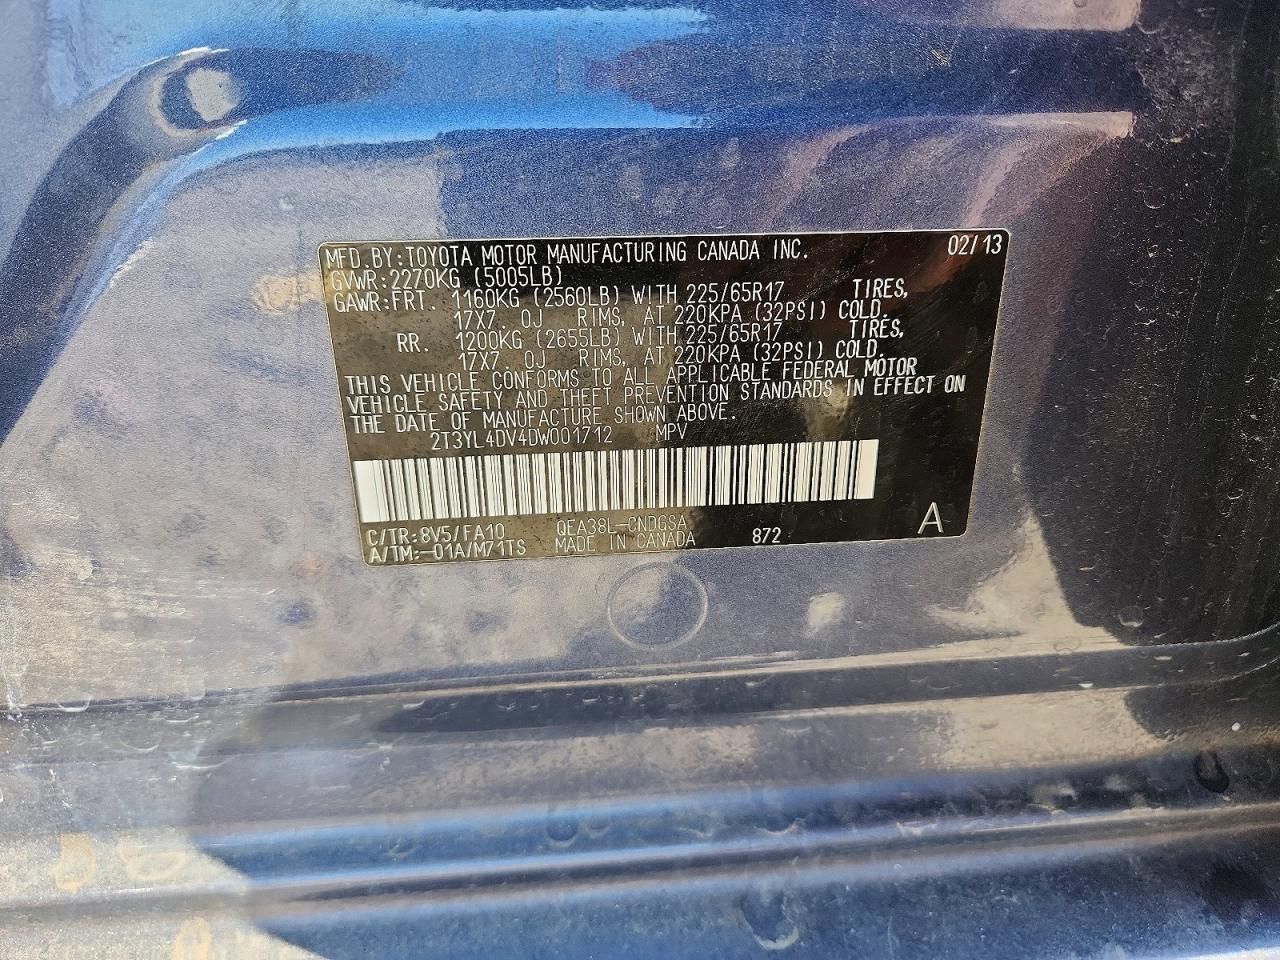 MFD.BY:TOYOTA MOTOR MANUFACTURING CANADA INC. 02/13
GVWR:2270KG (5005LB)
GAWR:FRT. 1160KG (2560LB) WITH 225/65R17 TIRES,
17X7.0J RIMS, AT 220KPA (32PSI) COLD.
RR. 1200KG (2655LB) WITH 225/65R17 TIRES,
17X7.0J RIMS, AT 220KPA (32PSI) COLD.
THIS VEHICLE CONFORMS TO ALL APPLICABLE FEDERAL MOTOR
VEHICLE SAFETY AND THEFT PREVENTION STANDARDS IN EFFECT ON
THE DATE OF MANUFACTURE SHOWN ABOVE.
2T3YL4DV4DW001712 MPV
C/TR:8V5/FA10 QEA38L-CNDGSA A
A/TM:-01A/M71TS MADE IN CANADA 872